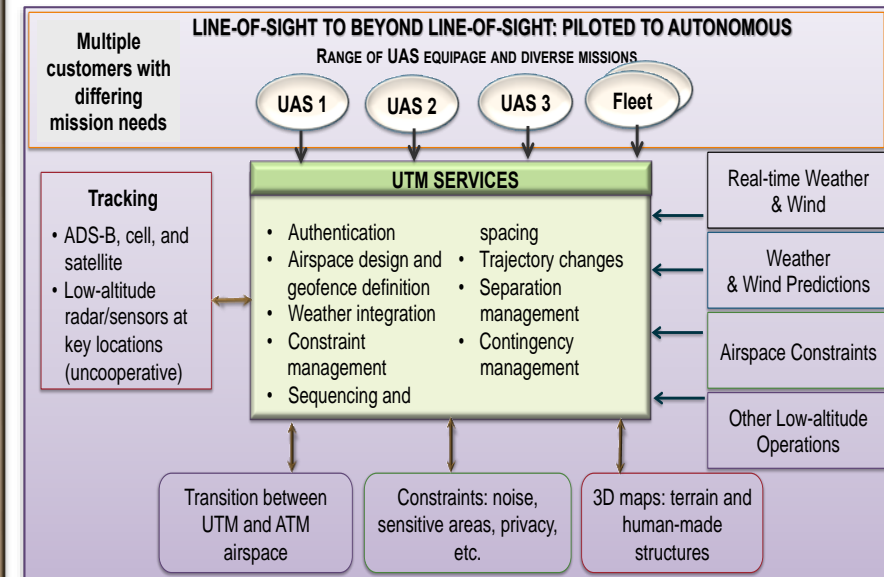 LINE-OF-SIGHT TO BEYOND LINE-OF-SIGHT: PILOTED TO AUTONOMOUS
RANGE OF UAS EQUIPAGE AND DIVERSE MISSIONS
Multiple
customers with
differing
mission needs
UAS 1
UAS 2
UAS 3
Fleet
UTM SERVICES
• Authentication
• Airspace design and
geofence definition
• Weather integration
• Constraint
management
• Sequencing and
spacing
• Trajectory changes
• Separation
management
• Contingency
management
Tracking
• ADS-B, cell, and
satellite
• Low-altitude
radar/sensors at
key locations
(uncooperative)
Real-time Weather
& Wind
Weather
& Wind Predictions
Airspace Constraints
Other Low-altitude
Operations
Transition between
UTM and ATM
airspace
Constraints: noise,
sensitive areas, privacy,
etc.
3D maps: terrain and
human-made
structures